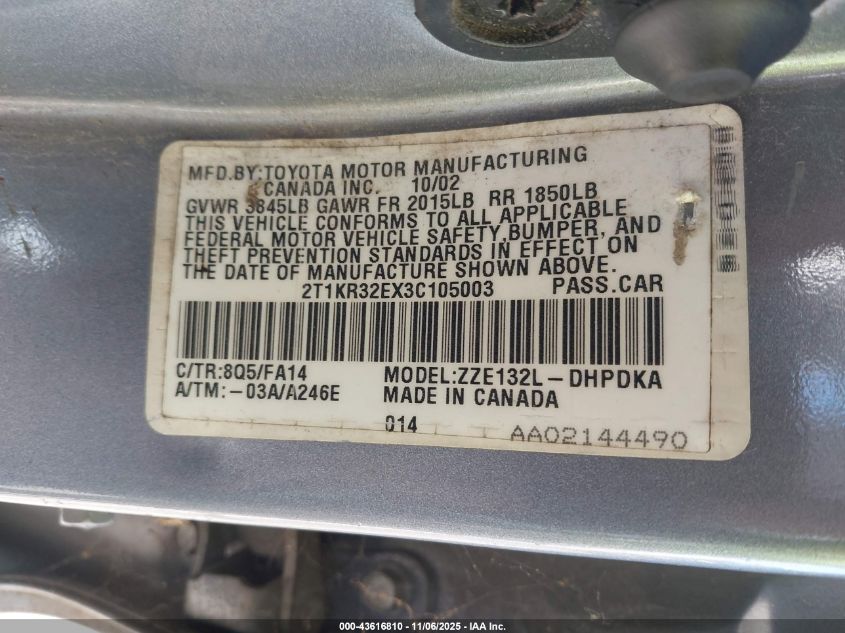 MFD.BY:TOYOTA MOTOR MANUFACTURING
CANADA INC. 10/02
GVWR 3845LB GAWR FR 2015LB RR 1850LB
THIS VEHICLE CONFORMS TO ALL APPLICABLE
FEDERAL MOTOR VEHICLE SAFETY,BUMPER, AND
THEFT PREVENTION STANDARDS IN EFFECT ON
THE DATE OF MANUFACTURE SHOWN ABOVE.
2T1KR32EX3C105003 PASS.CAR
C/TR:8Q5/FA14 MODEL:ZZE132L-DHPDKA
A/TM:-03A/A246E MADE IN CANADA
014 AA02144490
000-43616810 - 11/06/2025 - IAA Inc.